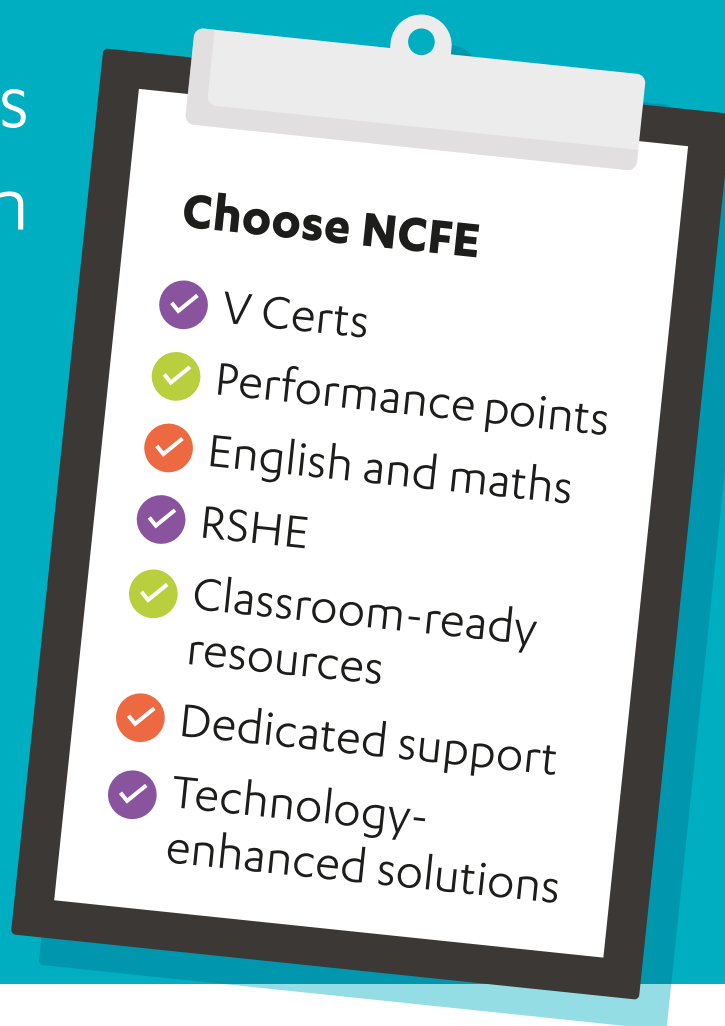 s
n
Choose NCFE
V Certs
Performance points
English and maths
RSHE
Classroom-ready
resources
Dedicated support
Technology-
enhanced solutions